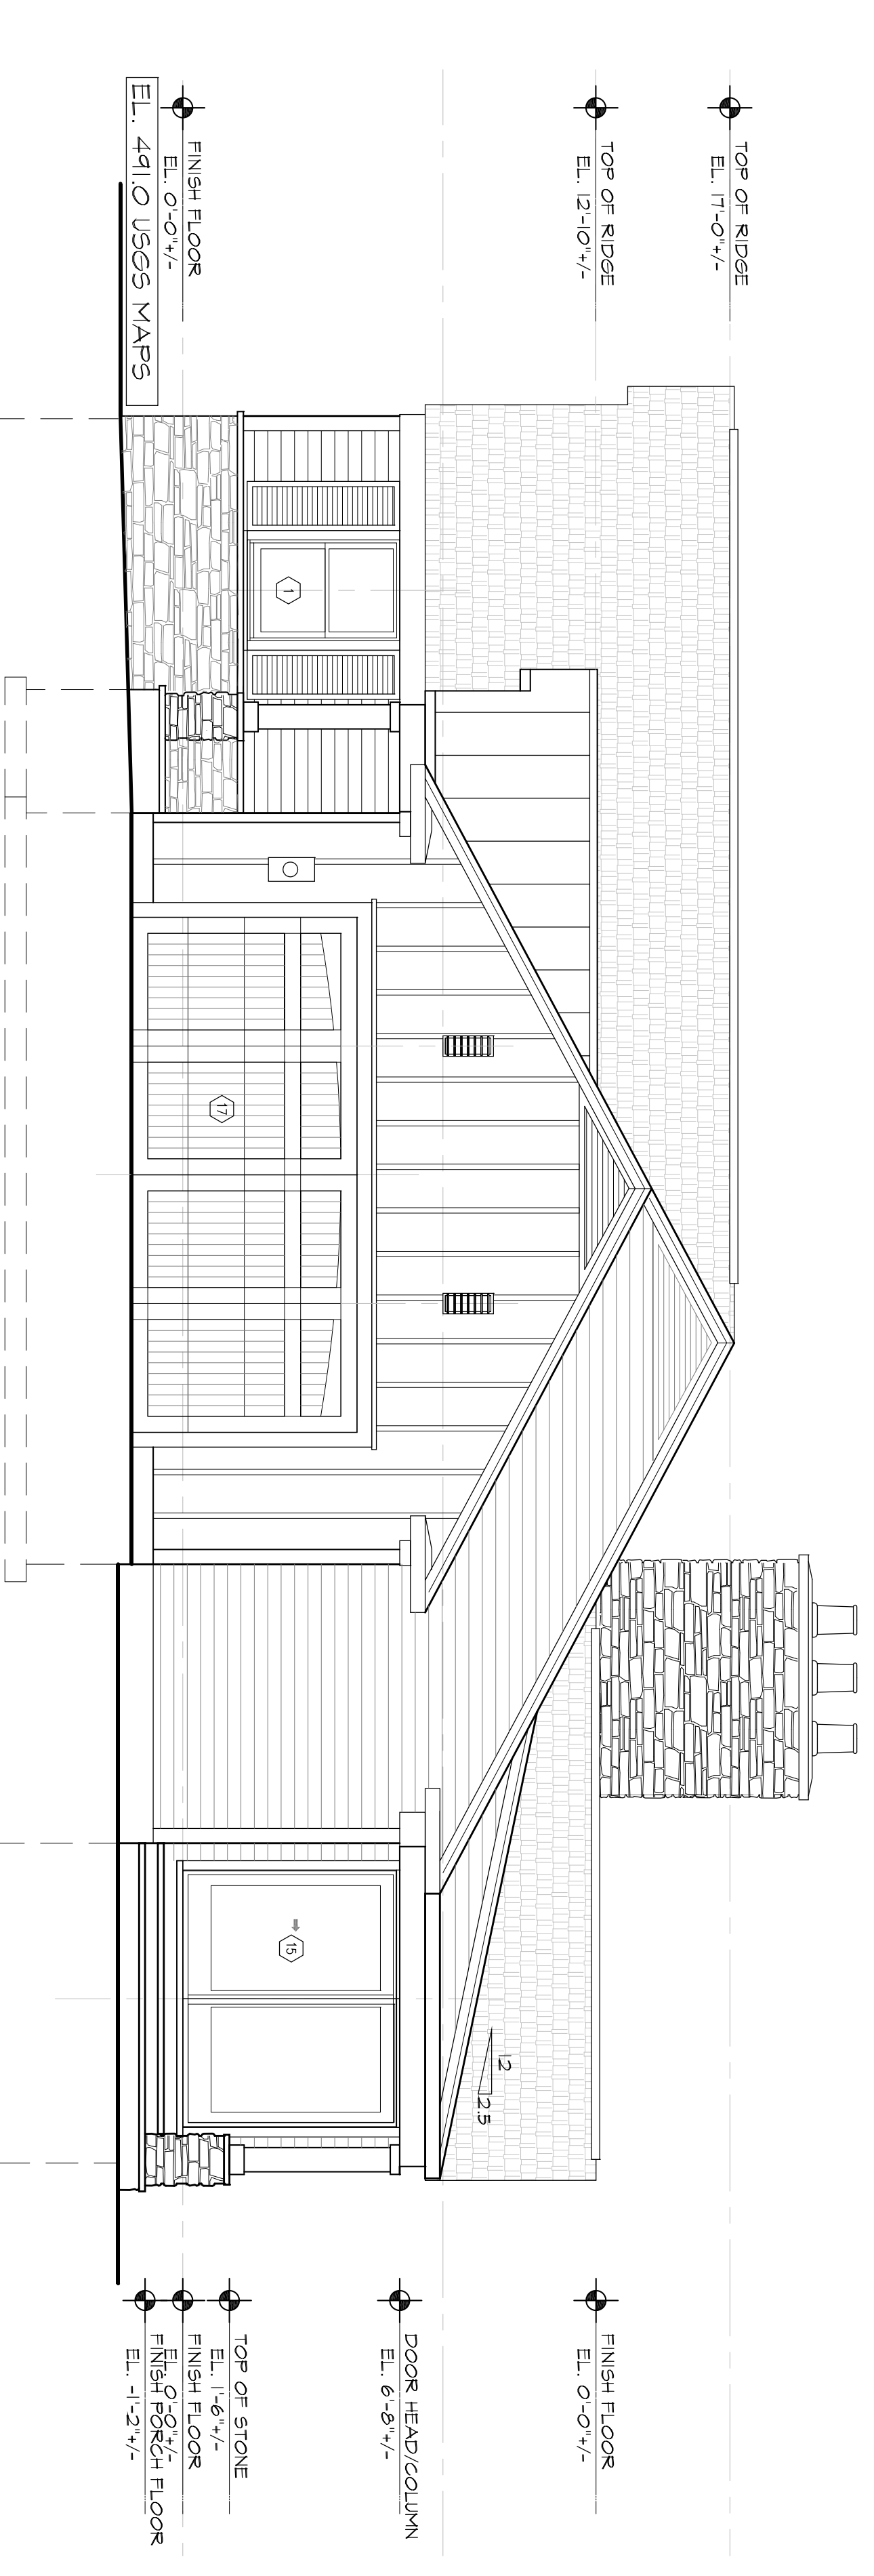 TOP OF RIDGE
EL. 17'-0"+/-
TOP OF RIDGE
EL. 12'-10"+/-
FINISH FLOOR
EL. 0'-0"+/-
EL. 491.0 USGS MAPS
1
17
15
12
2.5
FINISH FLOOR
EL. 0'-0"+/-
DOOR HEAD/COLUMN
EL. 6'-8"+/-
TOP OF STONE
EL. 1'-6"+/-
FINISH FLOOR
EL. 0'-0"+/-
FINISH PORCH FLOOR
EL. -1'-2"+/-